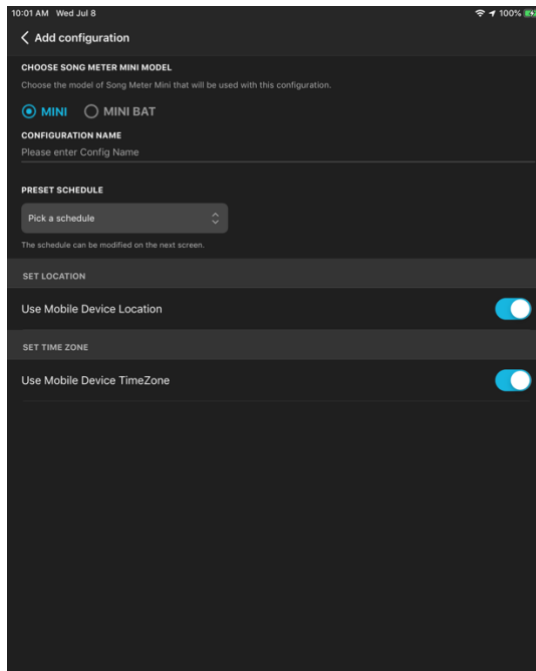 10:01 AM Wed Jul 8
100%
Add configuration
CHOOSE SONG METER MINI MODEL
Choose the model of Song Meter Mini that will be used with this configuration.
MINI MINI BAT
CONFIGURATION NAME
Please enter Config Name
PRESET SCHEDULE
Pick a schedule
The schedule can be modified on the next screen.
SET LOCATION
Use Mobile Device Location
SET TIME ZONE
Use Mobile Device TimeZone